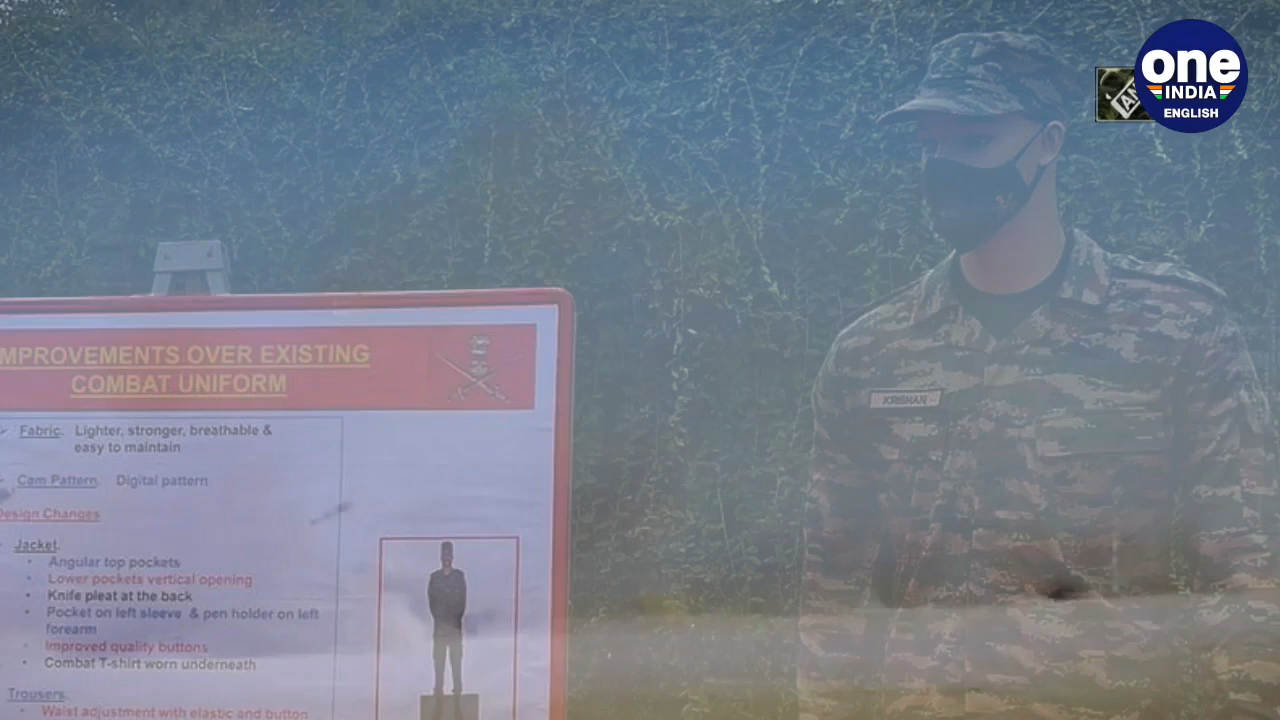 one
INDIA
ENGLISH
MPROVEMENTS OVER EXISTING
COMBAT UNIFORM
KRISHAN
Fabric. Lighter, stronger, breathable &
easy to maintain
Cam Pattern. Digital pattern
Design Changes
Jacket.
• Angular top pockets
• Lower pockets vertical opening
• Knife pleat at the back
• Pocket on left sleeve & pen holder on left
forearm
• Improved quality buttons
• Combat T-shirt worn underneath
Trousers.
• Waist adjustment with elastic and button